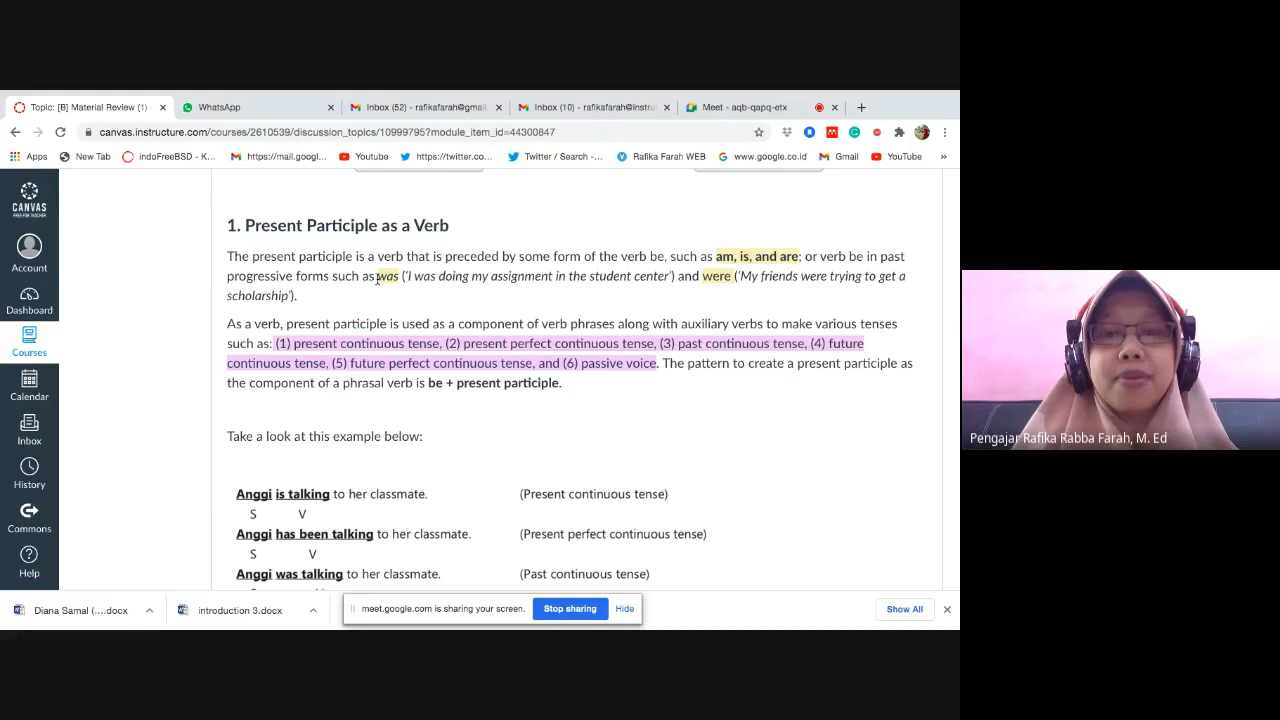 Topic: [B] Material Review {1} -
WhatsApp
Inbox (52) - rafikafarah@gmail.
Inbox (10) - rafikafarah@instru
Meet - aqb-qapq-etx
canvas.instructure.com/courses/2610539/discussion_topics/10999795?module_item_id=44300847
Apps
New Tab
indoFreeBSD - K...
https://mail.googl...
Youtube
https://twitter.co...
Twitter / Search -...
Rafika Farah WEB
www.google.co.id
Gmail
YouTube
»
CANVAS
FREE FOR TEACHER
Account
Dashboard
Courses
Calendar
Inbox
History
Commons
Help
1. Present Participle as a Verb
The present participle is a verb that is preceded by some form of the verb be, such as am, is, and are; or verb be in past
progressive forms such as was ('I was doing my assignment in the student center') and were ('My friends were trying to get a
scholarship').
As a verb, present participle is used as a component of verb phrases along with auxiliary verbs to make various tenses
such as: (1) present continuous tense, (2) present perfect continuous tense, (3) past continuous tense, (4) future
continuous tense, (5) future perfect continuous tense, and (6) passive voice. The pattern to create a present participle as
the component of a phrasal verb is be + present participle.
Take a look at this example below:
Anggi is talking to her classmate. (Present continuous tense)
S V
Anggi has been talking to her classmate. (Present perfect continuous tense)
S V
Anggi was talking to her classmate. (Past continuous tense)
Diana Samal (....docx
introduction 3.docx
meet.google.com is sharing your screen.
Stop sharing
Hide
Show All
Pengajar Rafika Rabba Farah, M. Ed